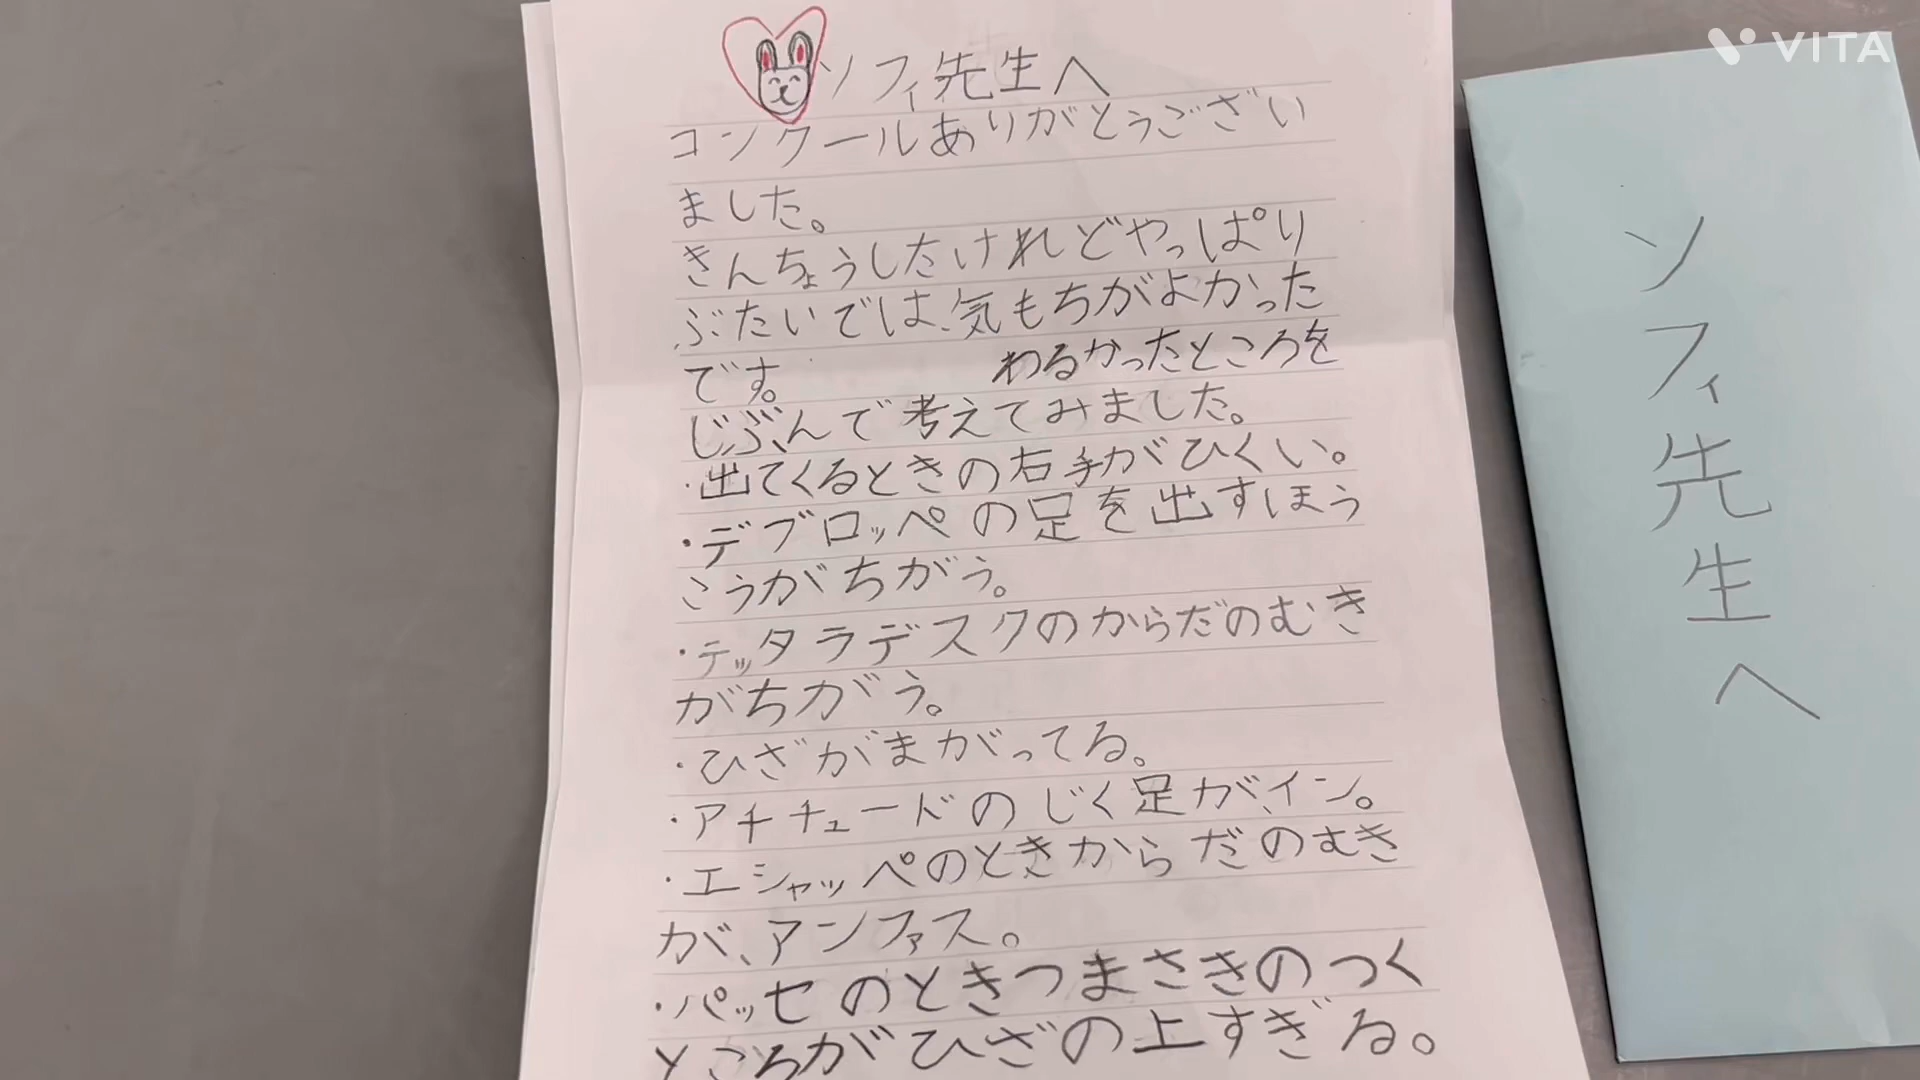 ソフィ先生へ
コンクールありがとうござい
ました。
きんちょうしたけれどやっぱり
ぶたいでは、気もちがよかった
です。 わるかったところを
じぶんで考えてみました。
・出てくるときの右手がひくい。
・デブロッペの足を出すほう
こうがちがう。
・テッタラデスクのからだのむき
がちがう。
・ひざがまがってる。
・アチチュードのじく足が、イン。
・エシャッペのときからだのむき
が、アンファス。
・パッセのときつまさきのつく
ところがひざの上すぎる。
ソフィ先生へ
VITA